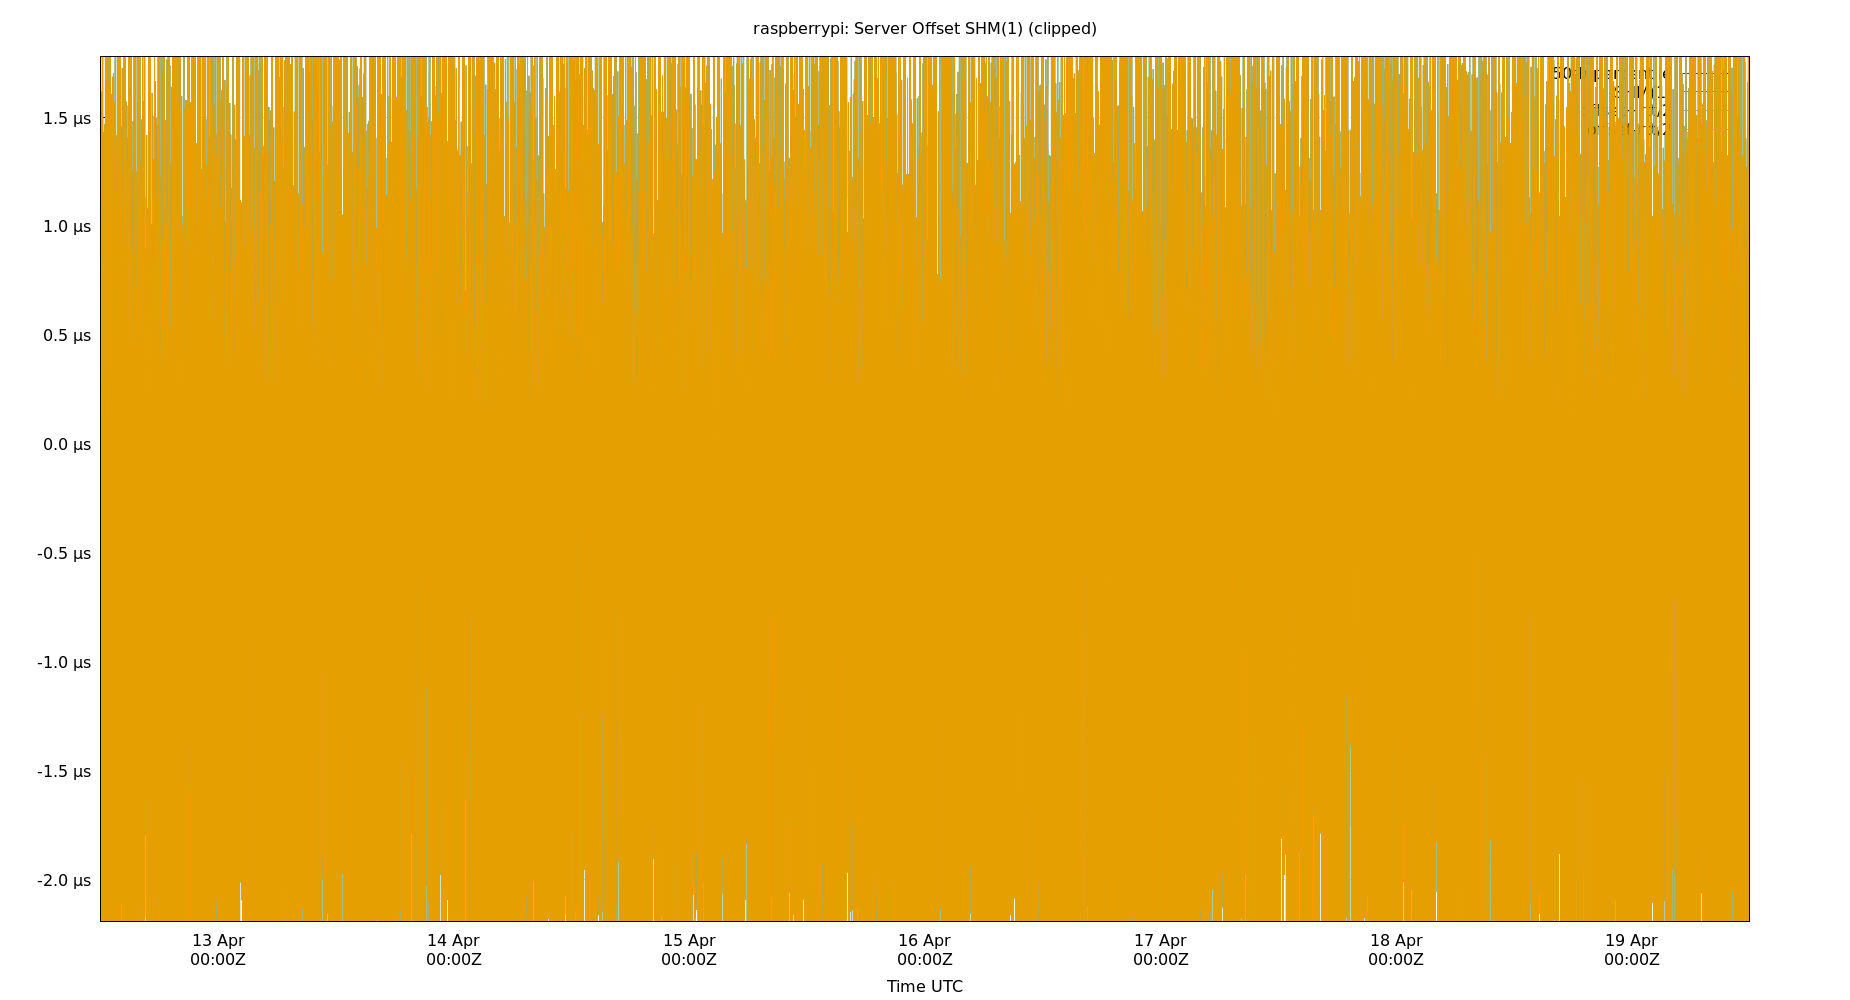 raspberrypi: Server Offset SHM(1) (clipped)
1.5 µs
1.0 µs
0.5 µs
0.0 µs
-0.5 µs
-1.0 µs
-1.5 µs
-2.0 µs
13 Apr
00:00Z
14 Apr
00:00Z
15 Apr
00:00Z
16 Apr
00:00Z
17 Apr
00:00Z
18 Apr
00:00Z
19 Apr
00:00Z
Time UTC